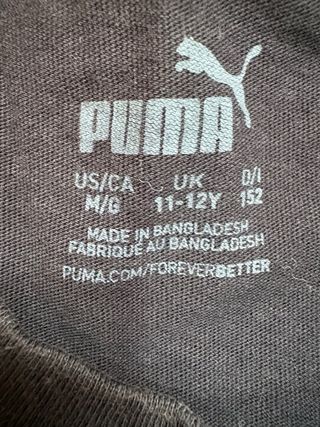 PUMA
US/CA UK D/I
M/G 11-12Y 152
MADE IN BANGLADESH
FABRIQUÉ AU BANGLADESH
PUMA.COM/FOREVERBETTER